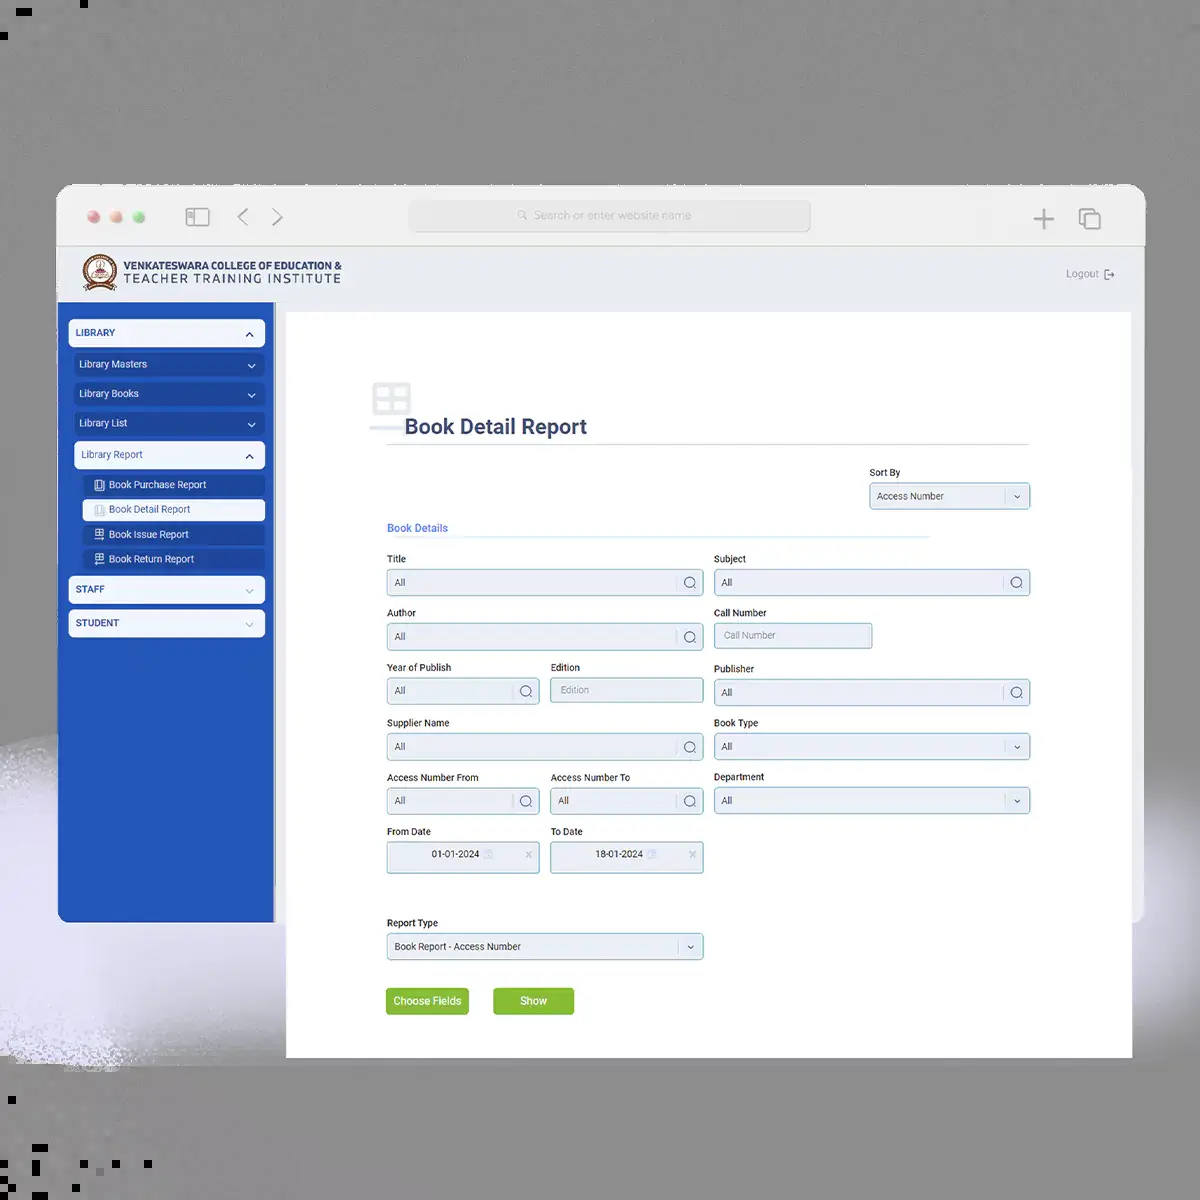 Search or enter website name
VENKATESWARA COLLEGE OF EDUCATION &
TEACHER TRAINING INSTITUTE
Logout
LIBRARY
Library Masters
Library Books
Library List
Library Report
Book Purchase Report
Book Detail Report
Book Issue Report
Book Return Report
STAFF
STUDENT
Book Detail Report
Sort By
Access Number
Book Details
Title
All
Subject
All
Author
All
Call Number
Call Number
Year of Publish
All
Edition
Edition
Publisher
All
Supplier Name
All
Book Type
All
Access Number From
All
Access Number To
All
Department
All
From Date
01-01-2024
To Date
18-01-2024
Report Type
Book Report - Access Number
Choose Fields
Show